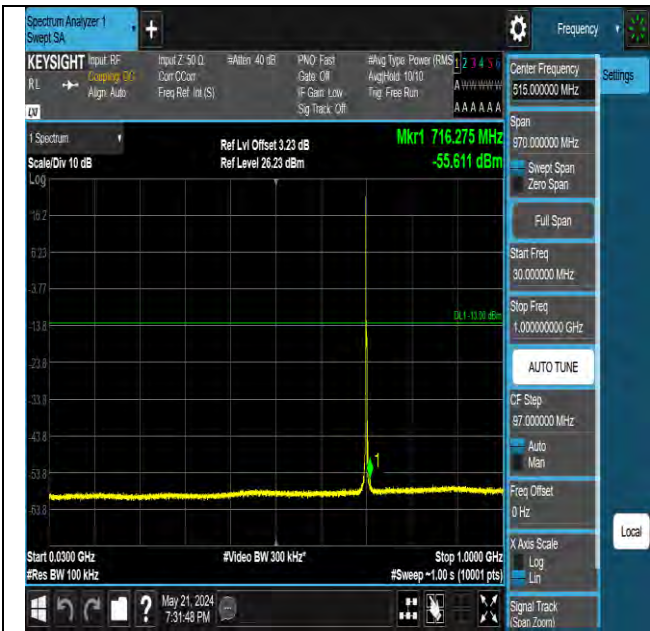 Spectrum Analyzer 1
Swept SA
+
Frequency
KEYSIGHT
RL
Input: RF
Coupling: DC
Align: Auto
Input Z: 50 Ω
Corr CCorr
Freq Ref: Int (S)
#Atten: 40 dB
PNO: Fast
Gate: Off
IF Gain: Low
Sig Track: Off
#Avg Type: Power (RMS
Avg|Hold: 10/10
Trig: Free Run
1 2 3 4 5 6
A W W W W W
A A A A A A
1 Spectrum
Scale/Div 10 dB
Ref Lvl Offset 3.23 dB
Ref Level 26.23 dBm
Mkr1 716.275 MHz
-55.611 dBm
Log
16.2
6.23
-3.77
-13.8
-23.8
-33.8
-43.8
-53.8
-63.8
DL1 -13.00 dBm
1
Start 0.0300 GHz
#Res BW 100 kHz
#Video BW 300 kHz*
Stop 1.0000 GHz
#Sweep ~1.00 s (10001 pts)
?
May 21, 2024
7:31:48 PM
Center Frequency
515.000000 MHz
Settings
Span
970.000000 MHz
Swept Span
Zero Span
Full Span
Start Freq
30.000000 MHz
Stop Freq
1.000000000 GHz
AUTO TUNE
CF Step
97.000000 MHz
Auto
Man
Freq Offset
0 Hz
Local
X Axis Scale
Log
Lin
Signal Track
(Span Zoom)